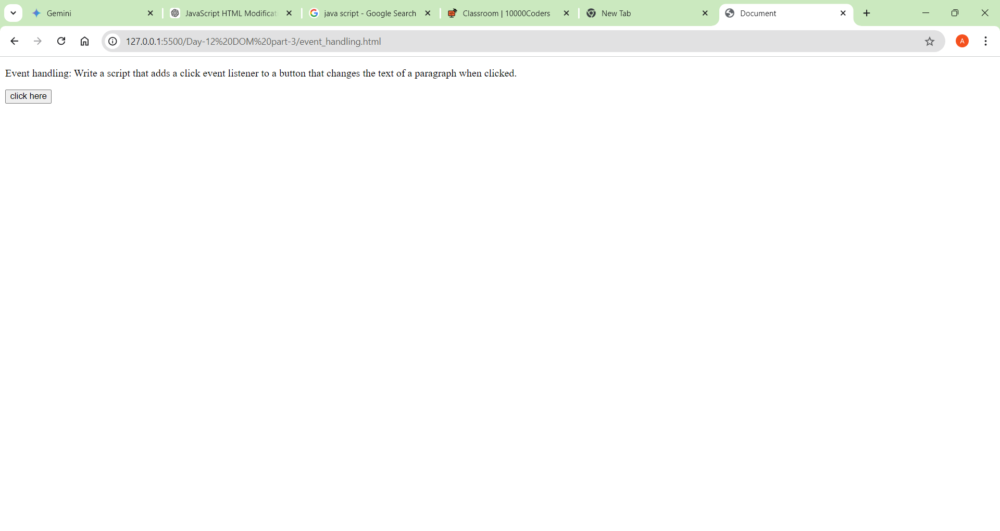 Gemini
JavaScript HTML Modificat
java script - Google Search
Classroom | 10000Coders
New Tab
Document
127.0.0.1:5500/Day-12%20DOM%20part-3/event_handling.html
A
Event handling: Write a script that adds a click event listener to a button that changes the text of a paragraph when clicked.
click here